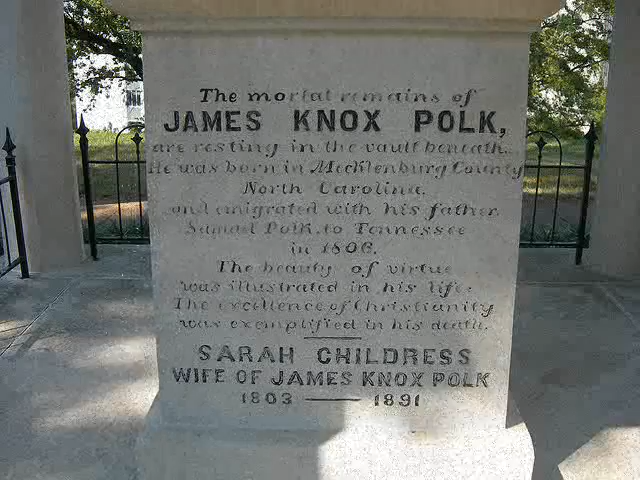 The mortal remains of
JAMES KNOX POLK,
are resting in the vault beneath.
He was born in Mecklenburg County
North Carolina,
and emigrated with his father,
Samuel Polk, to Tennessee
in 1806.
The beauty of virtue
was illustrated in his life:
The excellence of Christianity
was exemplified in his death.
SARAH CHILDRESS
WIFE OF JAMES KNOX POLK
1803 — 1891